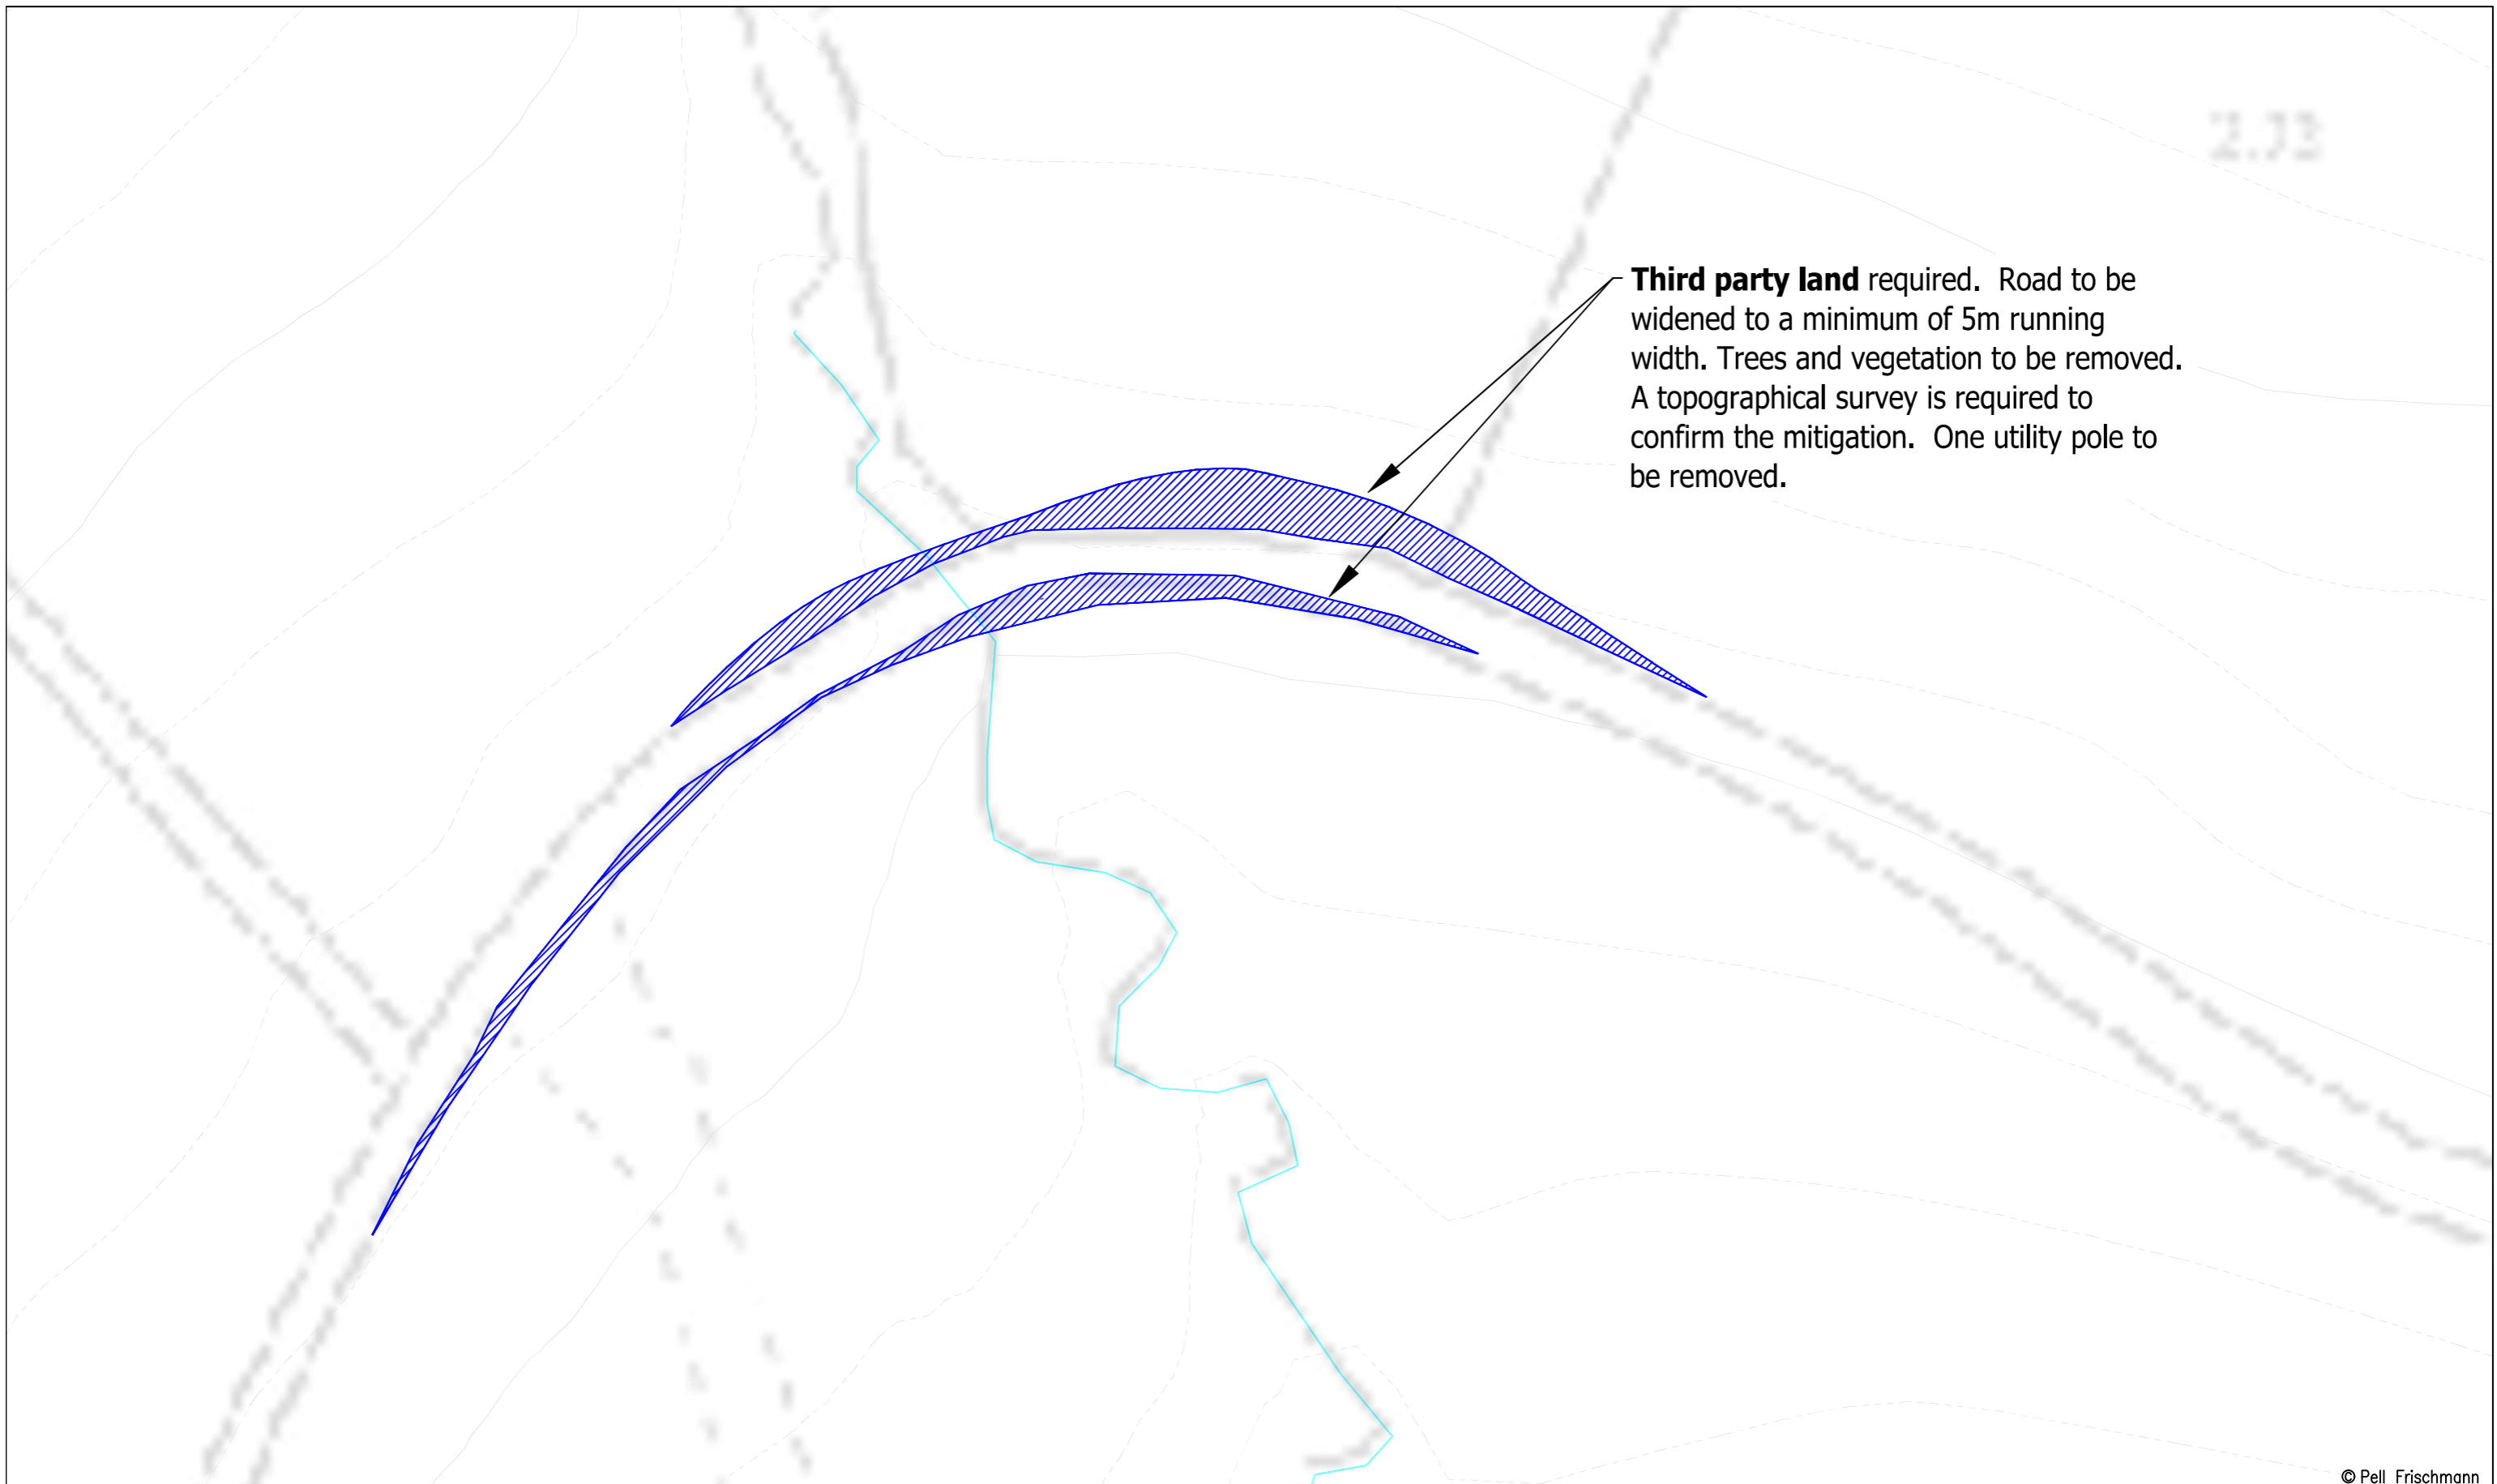 Third party land required. Road to be
widened to a minimum of 5m running
width. Trees and vegetation to be removed.
A topographical survey is required to
confirm the mitigation. One utility pole to
be removed.
© Pell Frischmann